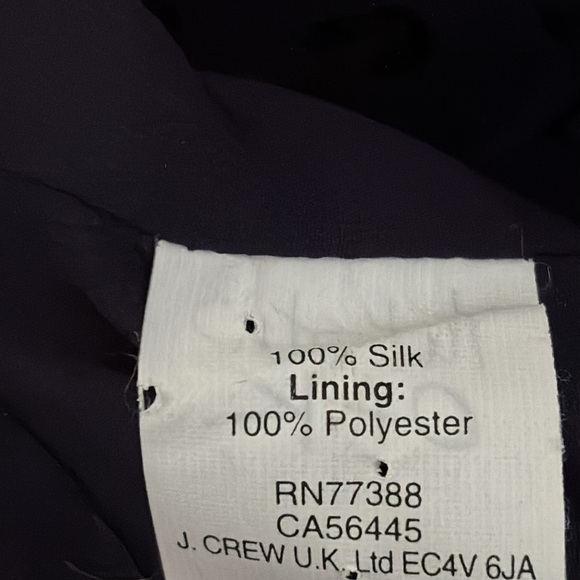 100% Silk
Lining:
100% Polyester
RN77388
CA56445
J. CREW U.K. Ltd EC4V 6JA